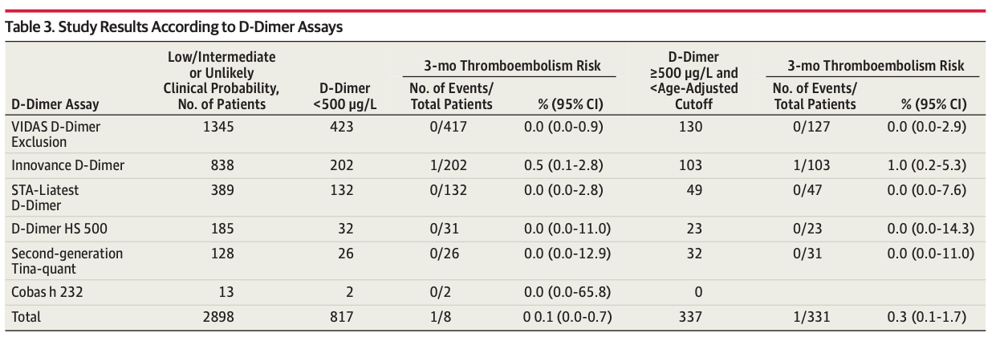 Table 3. Study Results According to D-Dimer Assays
D-Dimer Assay Low/Intermediate or Unlikely Clinical Probability, No. of Patients D-Dimer <500 µg/L 3-mo Thromboembolism Risk D-Dimer ≥500 µg/L and <Age-Adjusted Cutoff 3-mo Thromboembolism Risk
No. of Events/ Total Patients % (95% CI) No. of Events/ Total Patients % (95% CI)
VIDAS D-Dimer Exclusion 1345 423 0/417 0.0 (0.0-0.9) 130 0/127 0.0 (0.0-2.9)
Innovance D-Dimer 838 202 1/202 0.5 (0.1-2.8) 103 1/103 1.0 (0.2-5.3)
STA-Liatest D-Dimer 389 132 0/132 0.0 (0.0-2.8) 49 0/47 0.0 (0.0-7.6)
D-Dimer HS 500 185 32 0/31 0.0 (0.0-11.0) 23 0/23 0.0 (0.0-14.3)
Second-generation Tina-quant 128 26 0/26 0.0 (0.0-12.9) 32 0/31 0.0 (0.0-11.0)
Cobas h 232 13 2 0/2 0.0 (0.0-65.8) 0
Total 2898 817 1/8 0 0.1 (0.0-0.7) 337 1/331 0.3 (0.1-1.7)